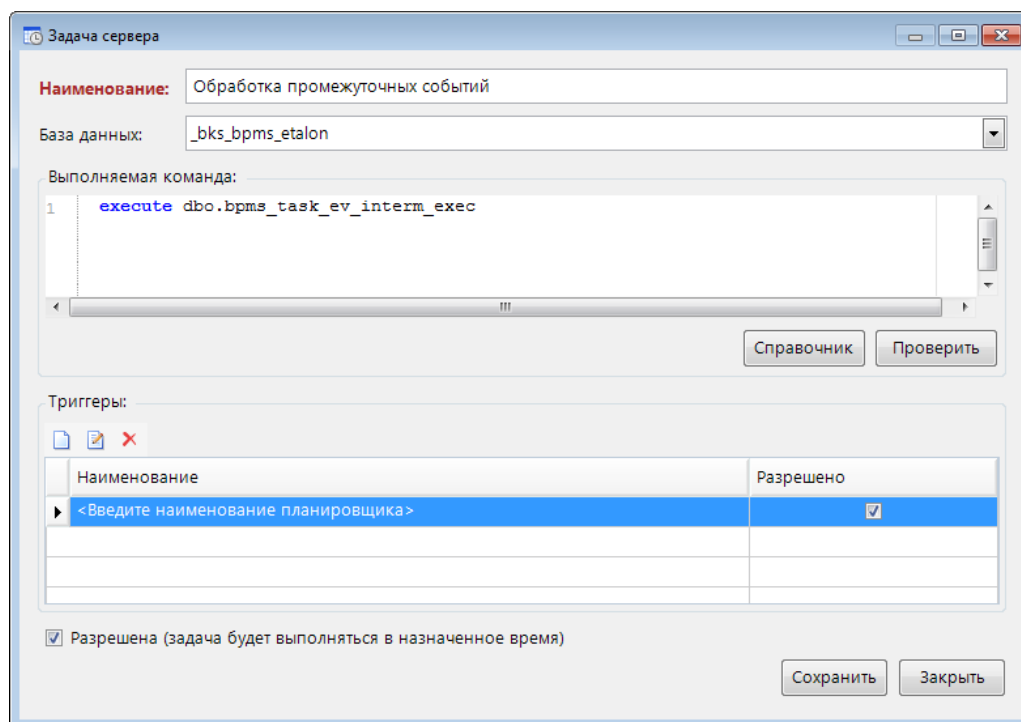 Задача сервера
Наименование: Обработка промежуточных событий
База данных: _bks_bpms_etalon
Выполняемая команда:
1 execute dbo.bpms_task_ev_interm_exec
Справочник Проверить
Триггеры:
Наименование Разрешено
<Введите наименование планировщика>
Разрешена (задача будет выполняться в назначенное время)
Сохранить Закрыть